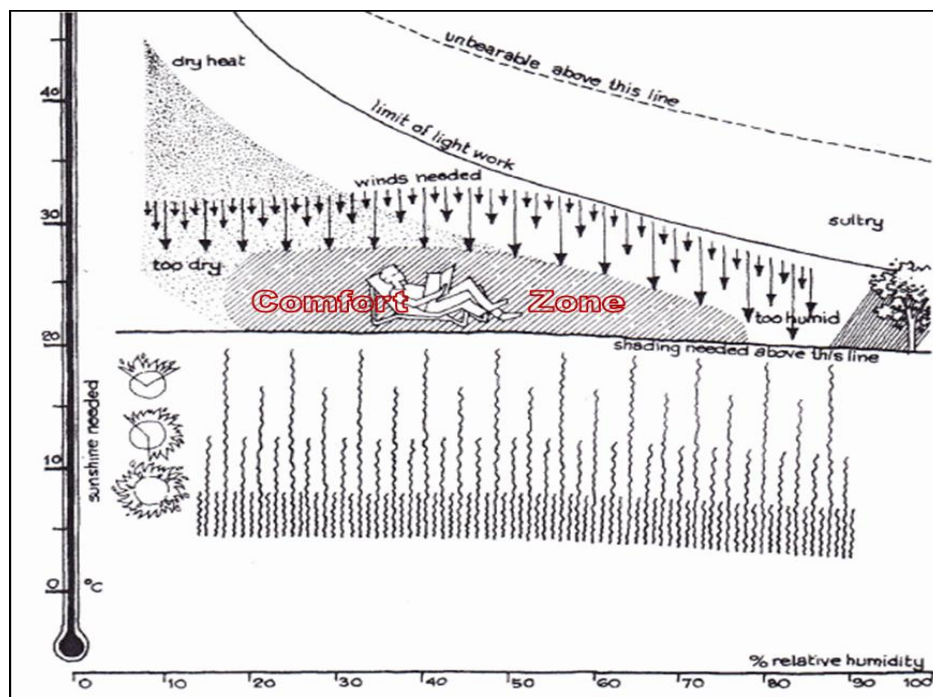 40
dry heat
unbearable above this line
limit of light work
winds needed
30
sultry
top dry
Comfort Zone
too humid
20
shading needed above this line
sunshine needed
10
0
°C
% relative humidity
0 10 20 30 40 50 60 70 80 90 100